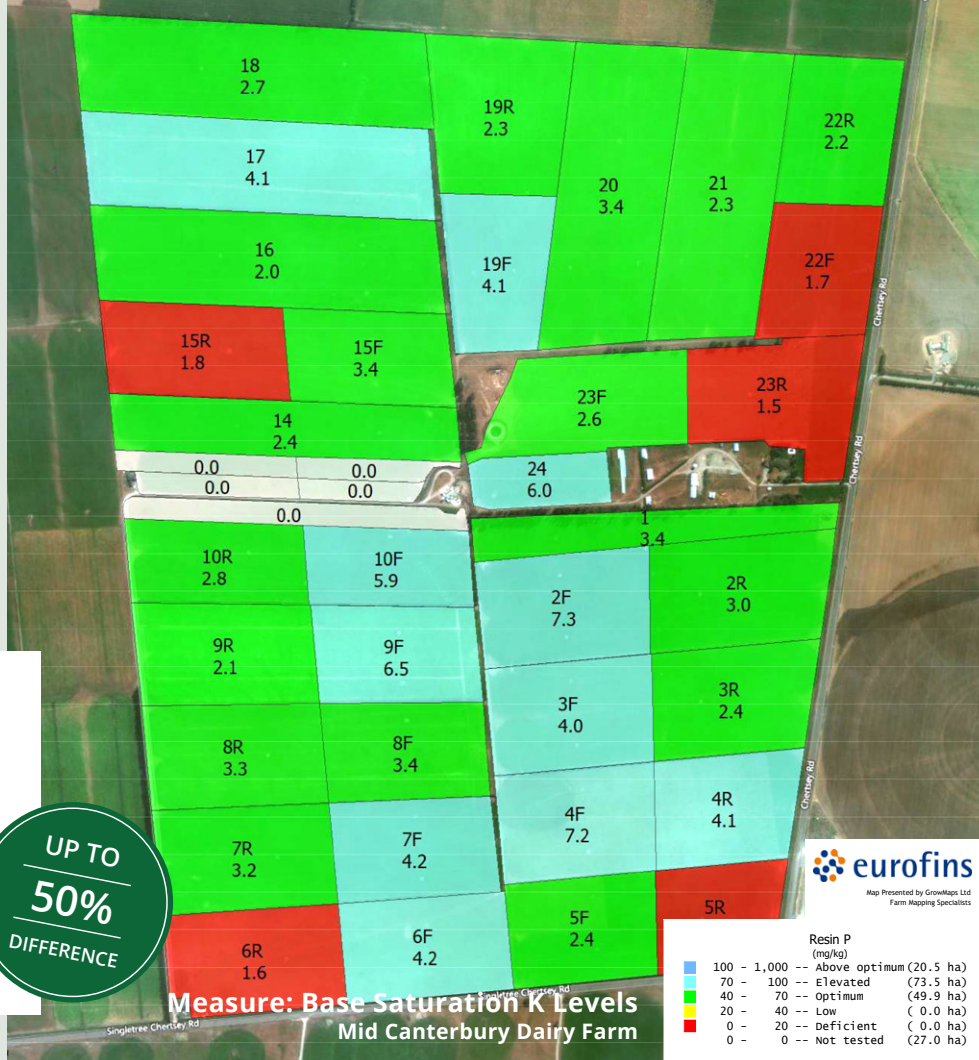 18
2.7
19R
2.3
22R
2.2
17
4.1
20
3.4
21
2.3
16
2.0
19F
4.1
22F
1.7
Chertsey Rd
15R
1.8
15F
3.4
23F
2.6
23R
1.5
14
2.4
0.0
0.0
0.0
0.0
24
6.0
Chertsey Rd
0.0
1
3.4
10R
2.8
10F
5.9
2F
7.3
2R
3.0
9R
2.1
9F
6.5
3F
4.0
3R
2.4
8R
3.3
8F
3.4
Chertsey Rd
4F
7.2
4R
4.1
7R
3.2
7F
4.2
5F
2.4
5R
6R
1.6
6F
4.2
UP TO
50%
DIFFERENCE
eurofins
Map Presented by GrowMaps Ltd
Farm Mapping Specialists
Resin P
(mg/kg)
100 - 1,000 -- Above optimum (20.5 ha)
70 - 100 -- Elevated (73.5 ha)
40 - 70 -- Optimum (49.9 ha)
20 - 40 -- Low ( 0.0 ha)
0 - 20 -- Deficient ( 0.0 ha)
0 - 0 -- Not tested (27.0 ha)
Singletree Chertsey Rd
Measure: Base Saturation K Levels
Mid Canterbury Dairy Farm
Singletree Chertsey Rd